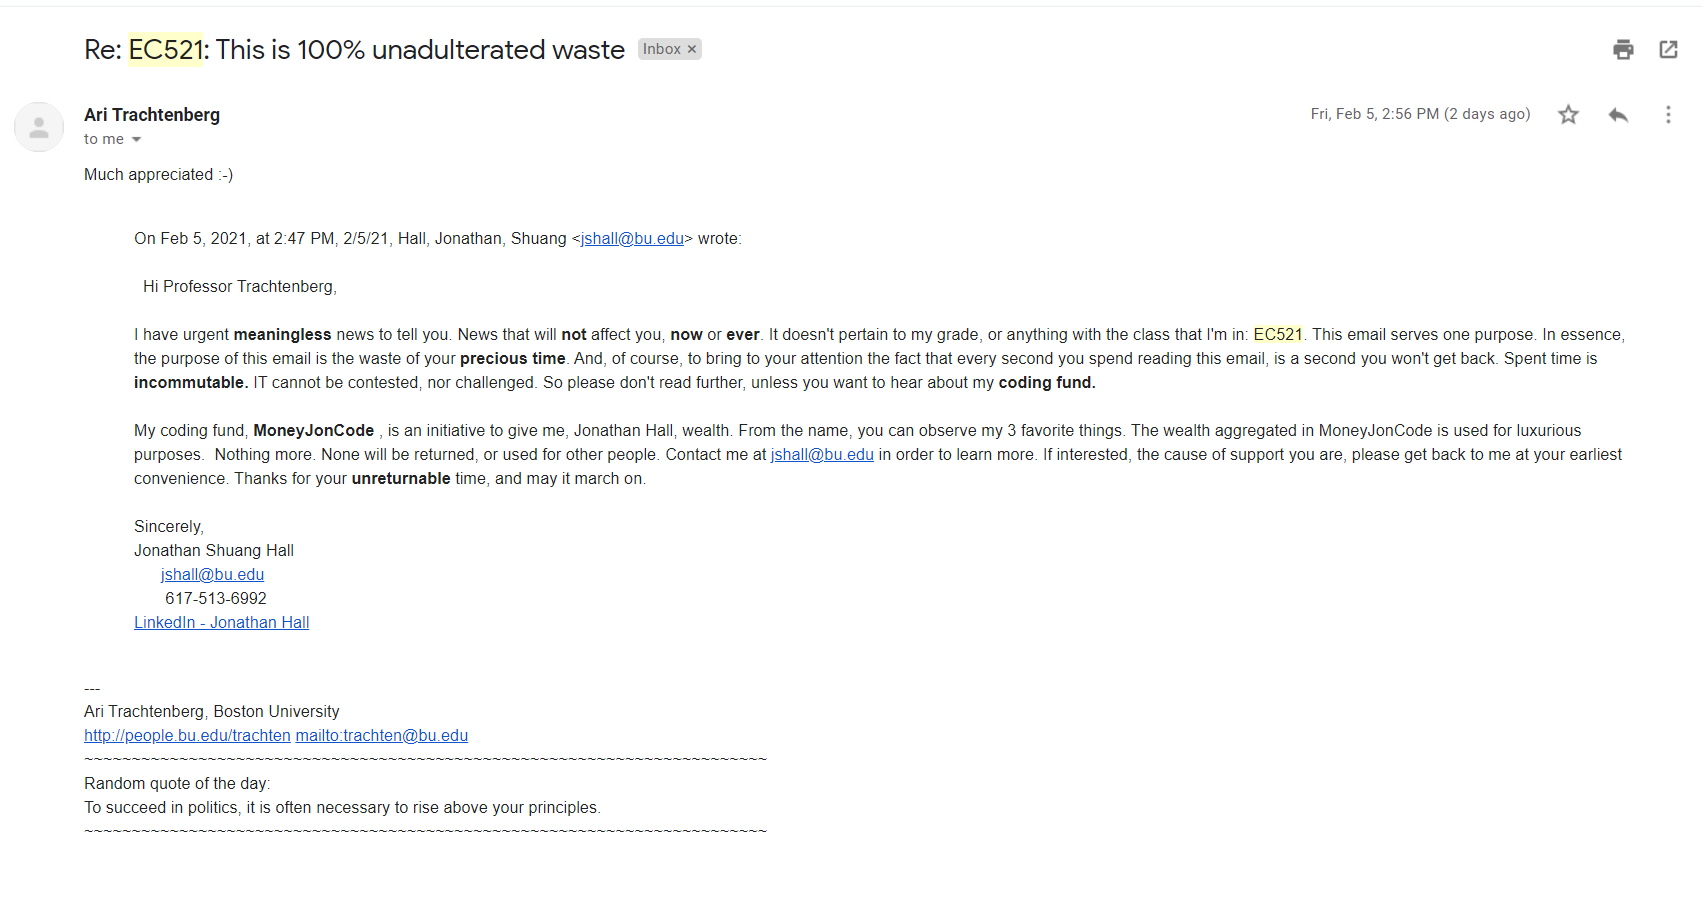 Re: EC521: This is 100% unadulterated waste Inbox ×
Ari Trachtenberg
Fri, Feb 5, 2:56 PM (2 days ago)
to me
Much appreciated :-)
On Feb 5, 2021, at 2:47 PM, 2/5/21, Hall, Jonathan, Shuang <jshall@bu.edu> wrote:
Hi Professor Trachtenberg,
I have urgent meaningless news to tell you. News that will not affect you, now or ever. It doesn't pertain to my grade, or anything with the class that I'm in: EC521. This email serves one purpose. In essence,
the purpose of this email is the waste of your precious time. And, of course, to bring to your attention the fact that every second you spend reading this email, is a second you won't get back. Spent time is
incommutable. IT cannot be contested, nor challenged. So please don't read further, unless you want to hear about my coding fund.
My coding fund, MoneyJonCode , is an initiative to give me, Jonathan Hall, wealth. From the name, you can observe my 3 favorite things. The wealth aggregated in MoneyJonCode is used for luxurious
purposes.  Nothing more. None will be returned, or used for other people. Contact me at jshall@bu.edu in order to learn more. If interested, the cause of support you are, please get back to me at your earliest
convenience. Thanks for your unreturnable time, and may it march on.
Sincerely,
Jonathan Shuang Hall
jshall@bu.edu
617-513-6992
LinkedIn - Jonathan Hall
---
Ari Trachtenberg, Boston University
http://people.bu.edu/trachten mailto:trachten@bu.edu
~~~~~~~~~~~~~~~~~~~~~~~~~~~~~~~~~~~~~~~~~~~~~~~~~~~~~~~~~~~~~~~~~~~~~~~~
Random quote of the day:
To succeed in politics, it is often necessary to rise above your principles.
~~~~~~~~~~~~~~~~~~~~~~~~~~~~~~~~~~~~~~~~~~~~~~~~~~~~~~~~~~~~~~~~~~~~~~~~